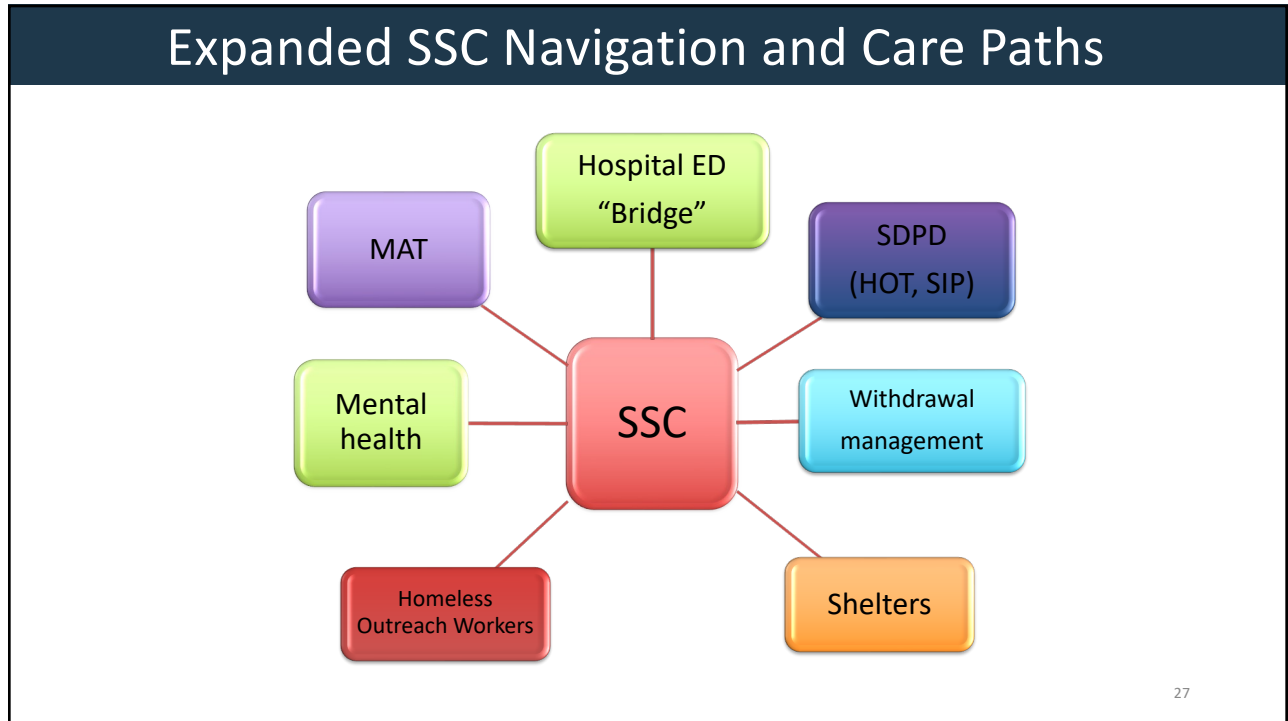 Expanded SSC Navigation and Care Paths
Hospital ED
“Bridge”
MAT
SDPD
(HOT, SIP)
Mental
health
SSC
Withdrawal
management
Homeless
Outreach Workers
Shelters
27